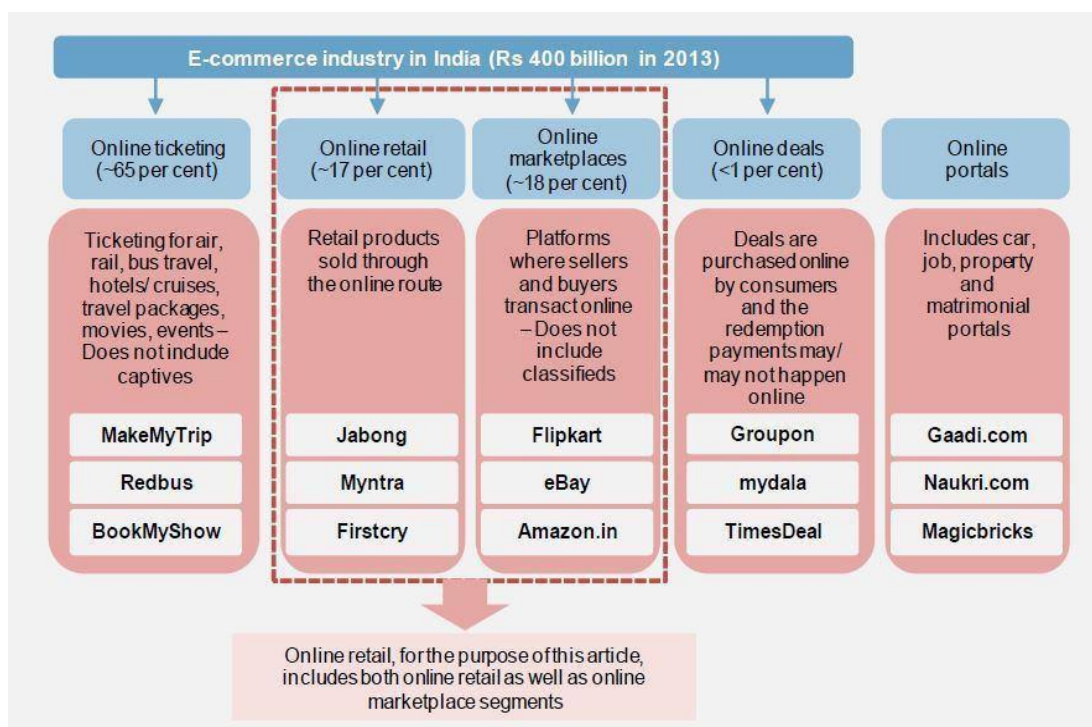 E-commerce industry in India (Rs 400 billion in 2013)
Online ticketing
(~65 per cent)
Ticketing for air,
rail, bus travel,
hotels/ cruises,
travel packages,
movies, events –
Does not include
captives
MakeMyTrip
Redbus
BookMyShow
Online retail
(~17 per cent)
Retail products
sold through
the online route
Jabong
Myntra
Firstcry
Online
marketplaces
(~18 per cent)
Platforms
where sellers
and buyers
transact online
– Does not
include
classifieds
Flipkart
eBay
Amazon.in
Online deals
(<1 per cent)
Deals are
purchased online
by consumers
and the
redemption
payments may/
may not happen
online
Groupon
mydala
TimesDeal
Online
portals
Includes car,
job, property
and
matrimonial
portals
Gaadi.com
Naukri.com
Magicbricks
Online retail, for the purpose of this article,
includes both online retail as well as online
marketplace segments